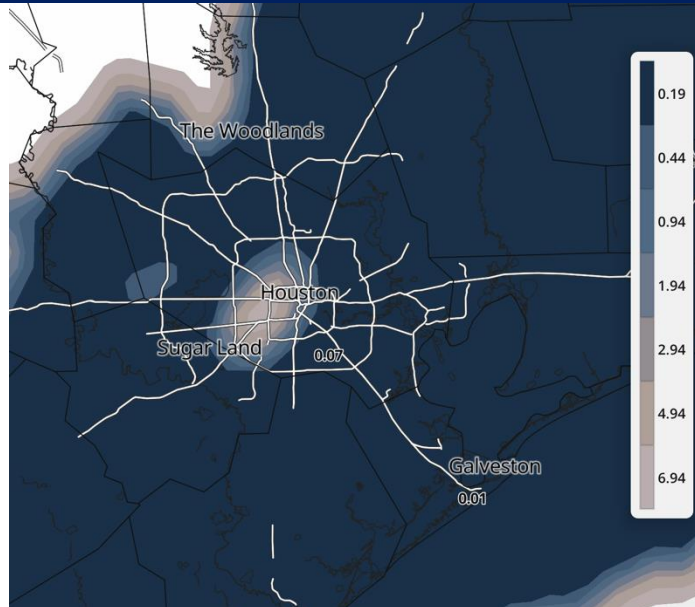 The Woodlands
Houston
Sugar Land
0.07
Galveston
0.01
0.19
0.44
0.94
1.94
2.94
4.94
6.94